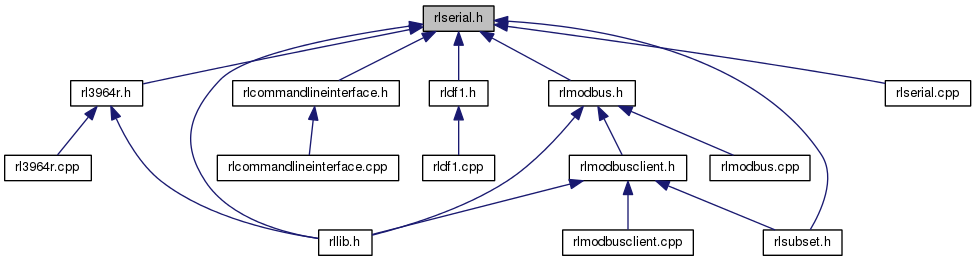 rlserial.h
rl3964r.h
rlcommandlineinterface.h
rldf1.h
rlmodbus.h
rlserial.cpp
rl3964r.cpp
rlcommandlineinterface.cpp
rldf1.cpp
rlmodbusclient.h
rlmodbus.cpp
rllib.h
rlmodbusclient.cpp
rlsubset.h